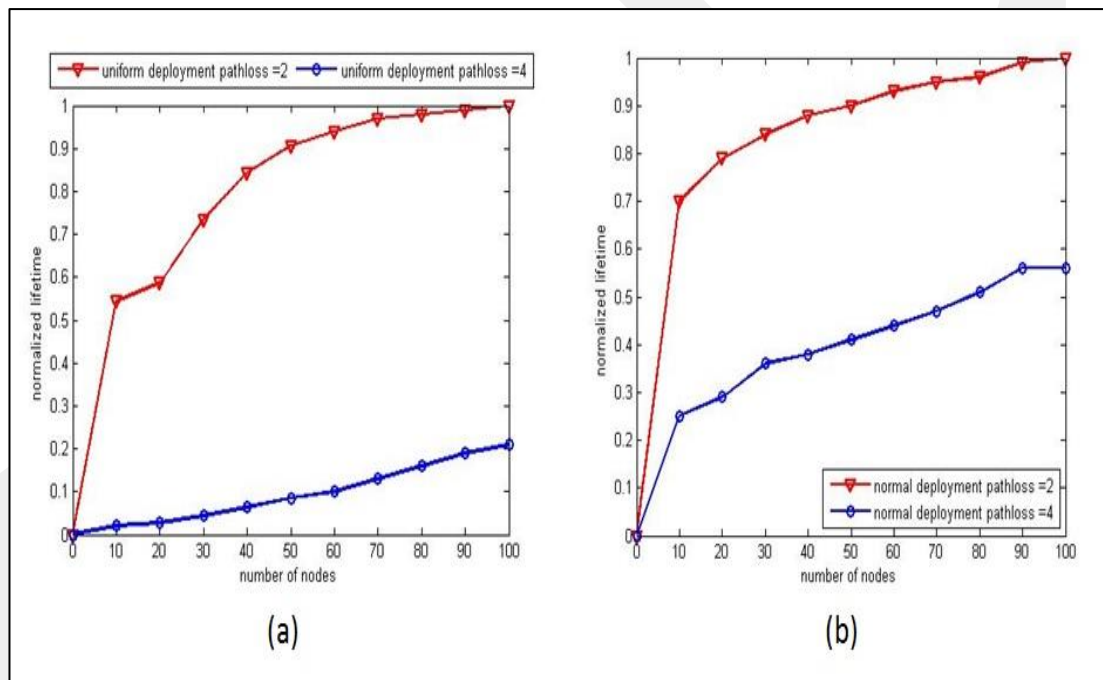 uniform deployment pathloss =2 uniform deployment pathloss =4
1
0.9
0.8
0.7
0.6
0.5
0.4
0.3
0.2
0.1
0
normalized lifetime
0 10 20 30 40 50 60 70 80 90 100
number of nodes
(a)
1
0.9
0.8
0.7
0.6
0.5
0.4
0.3
0.2
0.1
0
normalized lifetime
normal deployment pathloss =2
normal deployment pathloss =4
0 10 20 30 40 50 60 70 80 90 100
number of nodes
(b)